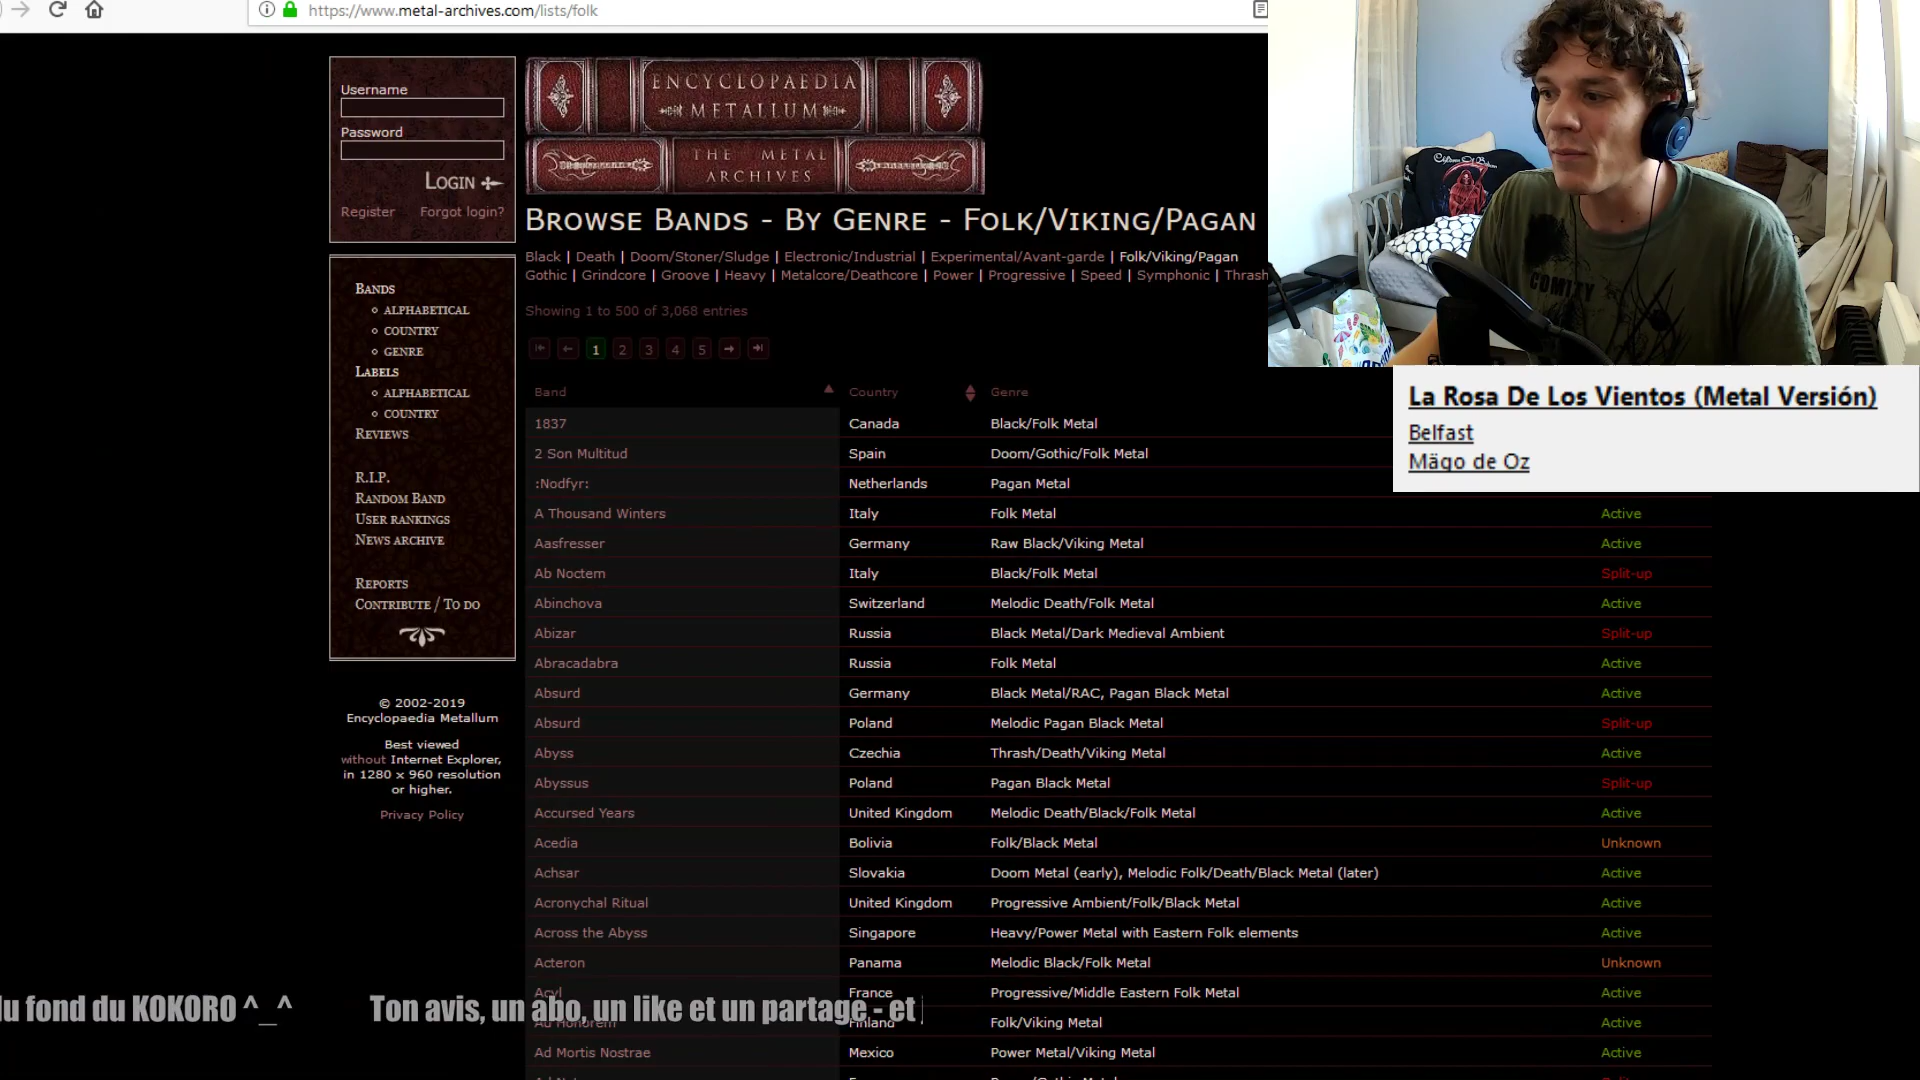 https://www.metal-archives.com/lists/folk
Username
Password
LOGIN
Register Forgot login?
BANDS
ALPHABETICAL
COUNTRY
GENRE
LABELS
ALPHABETICAL
COUNTRY
REVIEWS
R.I.P.
RANDOM BAND
USER RANKINGS
NEWS ARCHIVE
REPORTS
CONTRIBUTE / TO DO
© 2002-2019
Encyclopaedia Metallum
Best viewed
without Internet Explorer,
in 1280 x 960 resolution
or higher.
Privacy Policy
ENCYCLOPAEDIA
METALLUM
THE METAL
ARCHIVES
BROWSE BANDS - BY GENRE - FOLK/VIKING/PAGAN
Black | Death | Doom/Stoner/Sludge | Electronic/Industrial | Experimental/Avant-garde | Folk/Viking/Pagan
Gothic | Grindcore | Groove | Heavy | Metalcore/Deathcore | Power | Progressive | Speed | Symphonic | Thrash
Showing 1 to 500 of 3,068 entries
1 2 3 4 5
Band Country Genre
1837 Canada Black/Folk Metal
2 Son Multitud Spain Doom/Gothic/Folk Metal
:Nodfyr: Netherlands Pagan Metal
A Thousand Winters Italy Folk Metal Active
Aasfresser Germany Raw Black/Viking Metal Active
Ab Noctem Italy Black/Folk Metal Split-up
Abinchova Switzerland Melodic Death/Folk Metal Active
Abizar Russia Black Metal/Dark Medieval Ambient Split-up
Abracadabra Russia Folk Metal Active
Absurd Germany Black Metal/RAC, Pagan Black Metal Active
Absurd Poland Melodic Pagan Black Metal Split-up
Abyss Czechia Thrash/Death/Viking Metal Active
Abyssus Poland Pagan Black Metal Split-up
Accursed Years United Kingdom Melodic Death/Black/Folk Metal Active
Acedia Bolivia Folk/Black Metal Unknown
Achsar Slovakia Doom Metal (early), Melodic Folk/Death/Black Metal (later) Active
Acronychal Ritual United Kingdom Progressive Ambient/Folk/Black Metal Active
Across the Abyss Singapore Heavy/Power Metal with Eastern Folk elements Active
Acteron Panama Melodic Black/Folk Metal Unknown
Acyl France Progressive/Middle Eastern Folk Metal Active
Ad Honorem Finland Folk/Viking Metal Active
Ad Mortis Nostrae Mexico Power Metal/Viking Metal Active
du fond du KOKORO ^_^ Ton avis, un abo, un like et un partage - et
La Rosa De Los Vientos (Metal Versión)
Belfast
Mägo de Oz
Children Of Bodom
COMITY